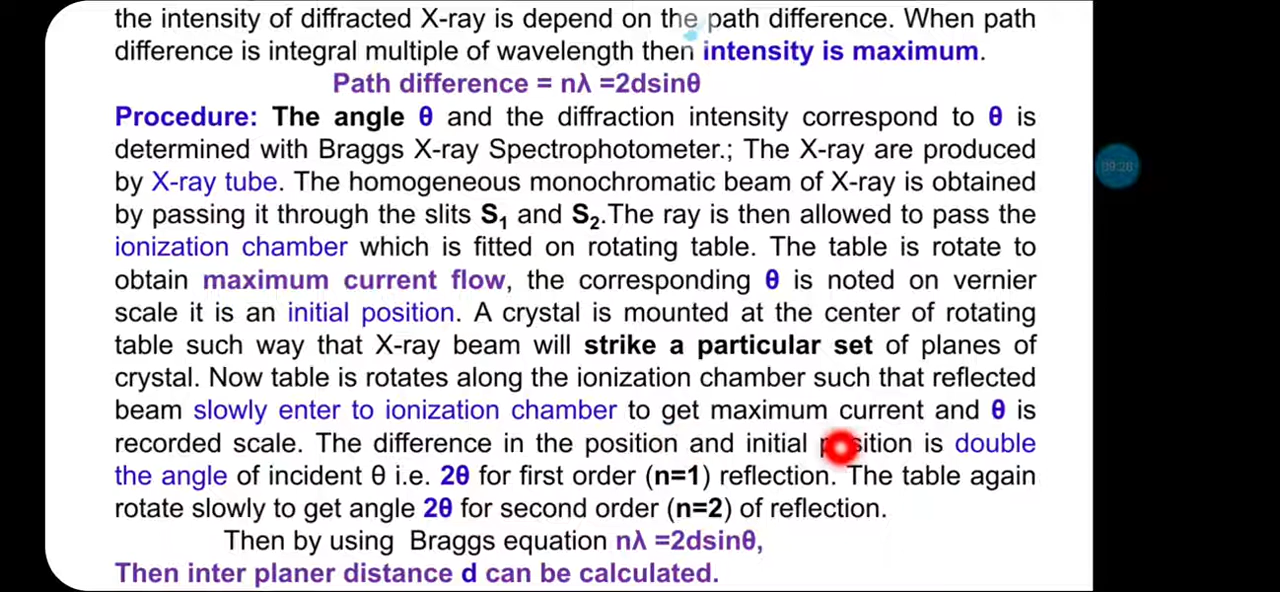 the intensity of diffracted X-ray is depend on the path difference. When path
difference is integral multiple of wavelength then intensity is maximum.
Path difference = nλ =2dsinθ
Procedure: The angle θ and the diffraction intensity correspond to θ is
determined with Braggs X-ray Spectrophotometer.; The X-ray are produced
by X-ray tube. The homogeneous monochromatic beam of X-ray is obtained
by passing it through the slits S₁ and S₂.The ray is then allowed to pass the
ionization chamber which is fitted on rotating table. The table is rotate to
obtain maximum current flow, the corresponding θ is noted on vernier
scale it is an initial position. A crystal is mounted at the center of rotating
table such way that X-ray beam will strike a particular set of planes of
crystal. Now table is rotates along the ionization chamber such that reflected
beam slowly enter to ionization chamber to get maximum current and θ is
recorded scale. The difference in the position and initial position is double
the angle of incident θ i.e. 2θ for first order (n=1) reflection. The table again
rotate slowly to get angle 2θ for second order (n=2) of reflection.
Then by using Braggs equation nλ =2dsinθ,
Then inter planer distance d can be calculated.
09:28